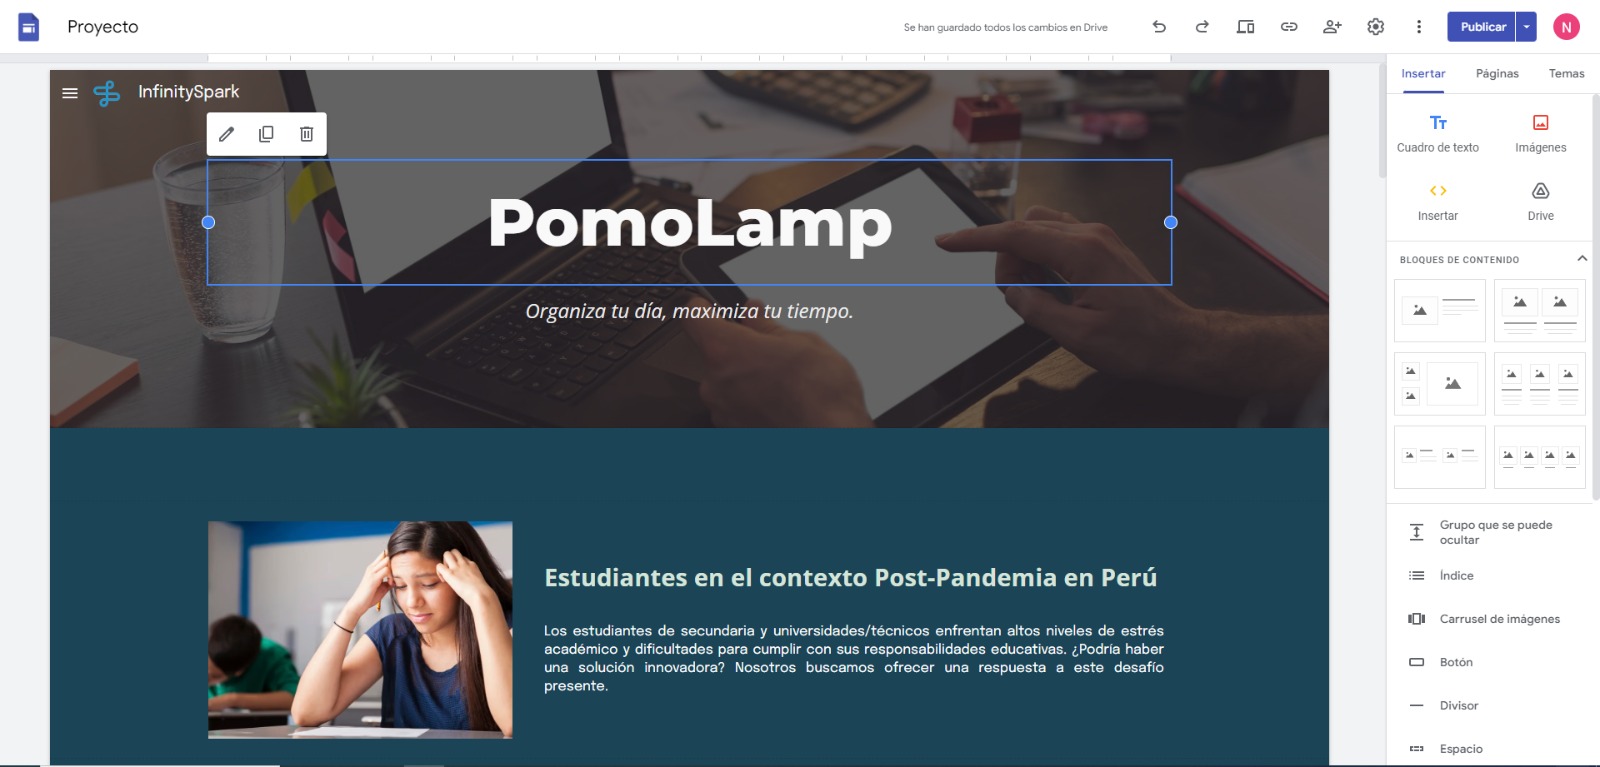 Proyecto
Se han guardado todos los cambios en Drive
Publicar
N
Insertar
Páginas
Temas
InfinitySpark
PomoLamp
Organiza tu día, maximiza tu tiempo.
Estudiantes en el contexto Post-Pandemia en Perú
Los estudiantes de secundaria y universidades/técnicos enfrentan altos niveles de estrés
académico y dificultades para cumplir con sus responsabilidades educativas. ¿Podría haber
una solución innovadora? Nosotros buscamos ofrecer una respuesta a este desafío
presente.
Tt
Cuadro de texto
Imágenes
Insertar
Drive
BLOQUES DE CONTENIDO
Grupo que se puede
ocultar
Índice
Carrusel de imágenes
Botón
Divisor
Espacio